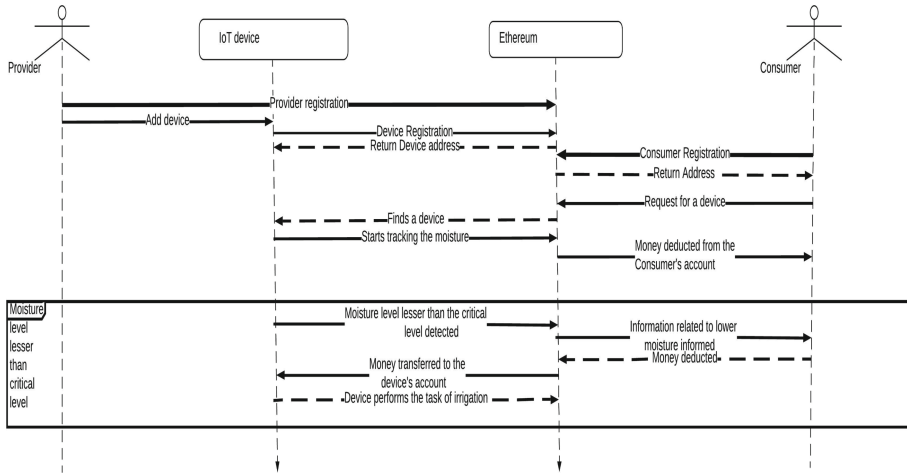 IoT device
Ethereum
Provider
Consumer
Provider registration
Add device
Device Registration
Return Device address
Consumer Registration
Return Address
Request for a device
Finds a device
Starts tracking the moisture
Money deducted from the
Consumer's account
Moisture
level
lesser
than
critical
level
Moisture level lesser than the critical
level detected
Information related to lower
moisture informed
Money deducted
Money transferred to the
device's account
Device performs the task of irrigation